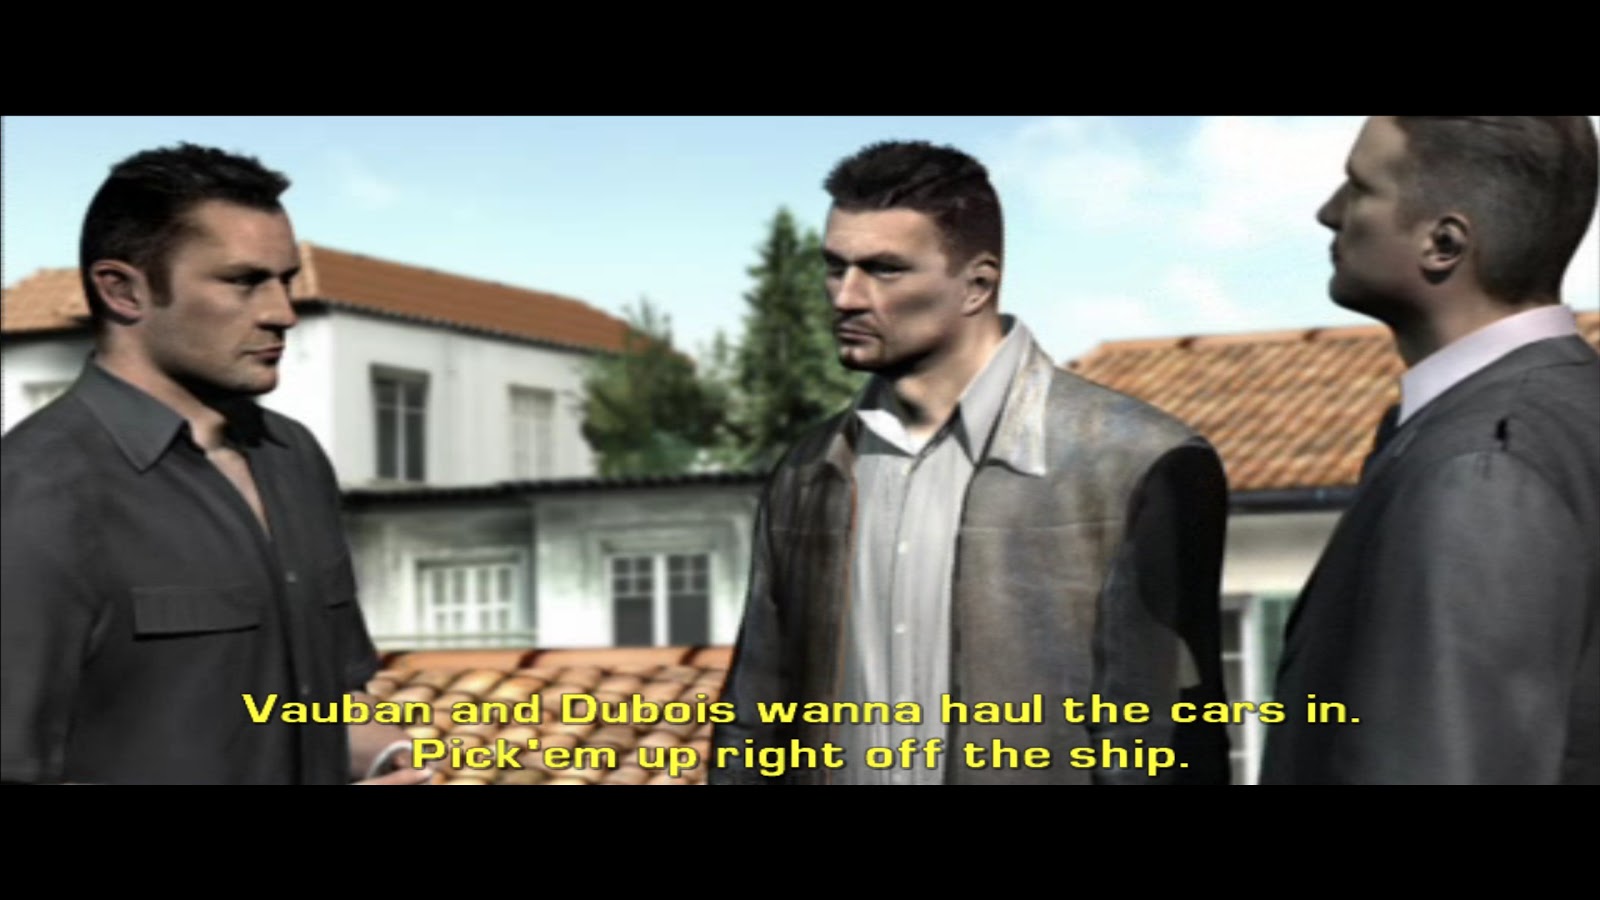 Vauban and Dubois wanna haul the cars in.
Pick'em up right off the ship.